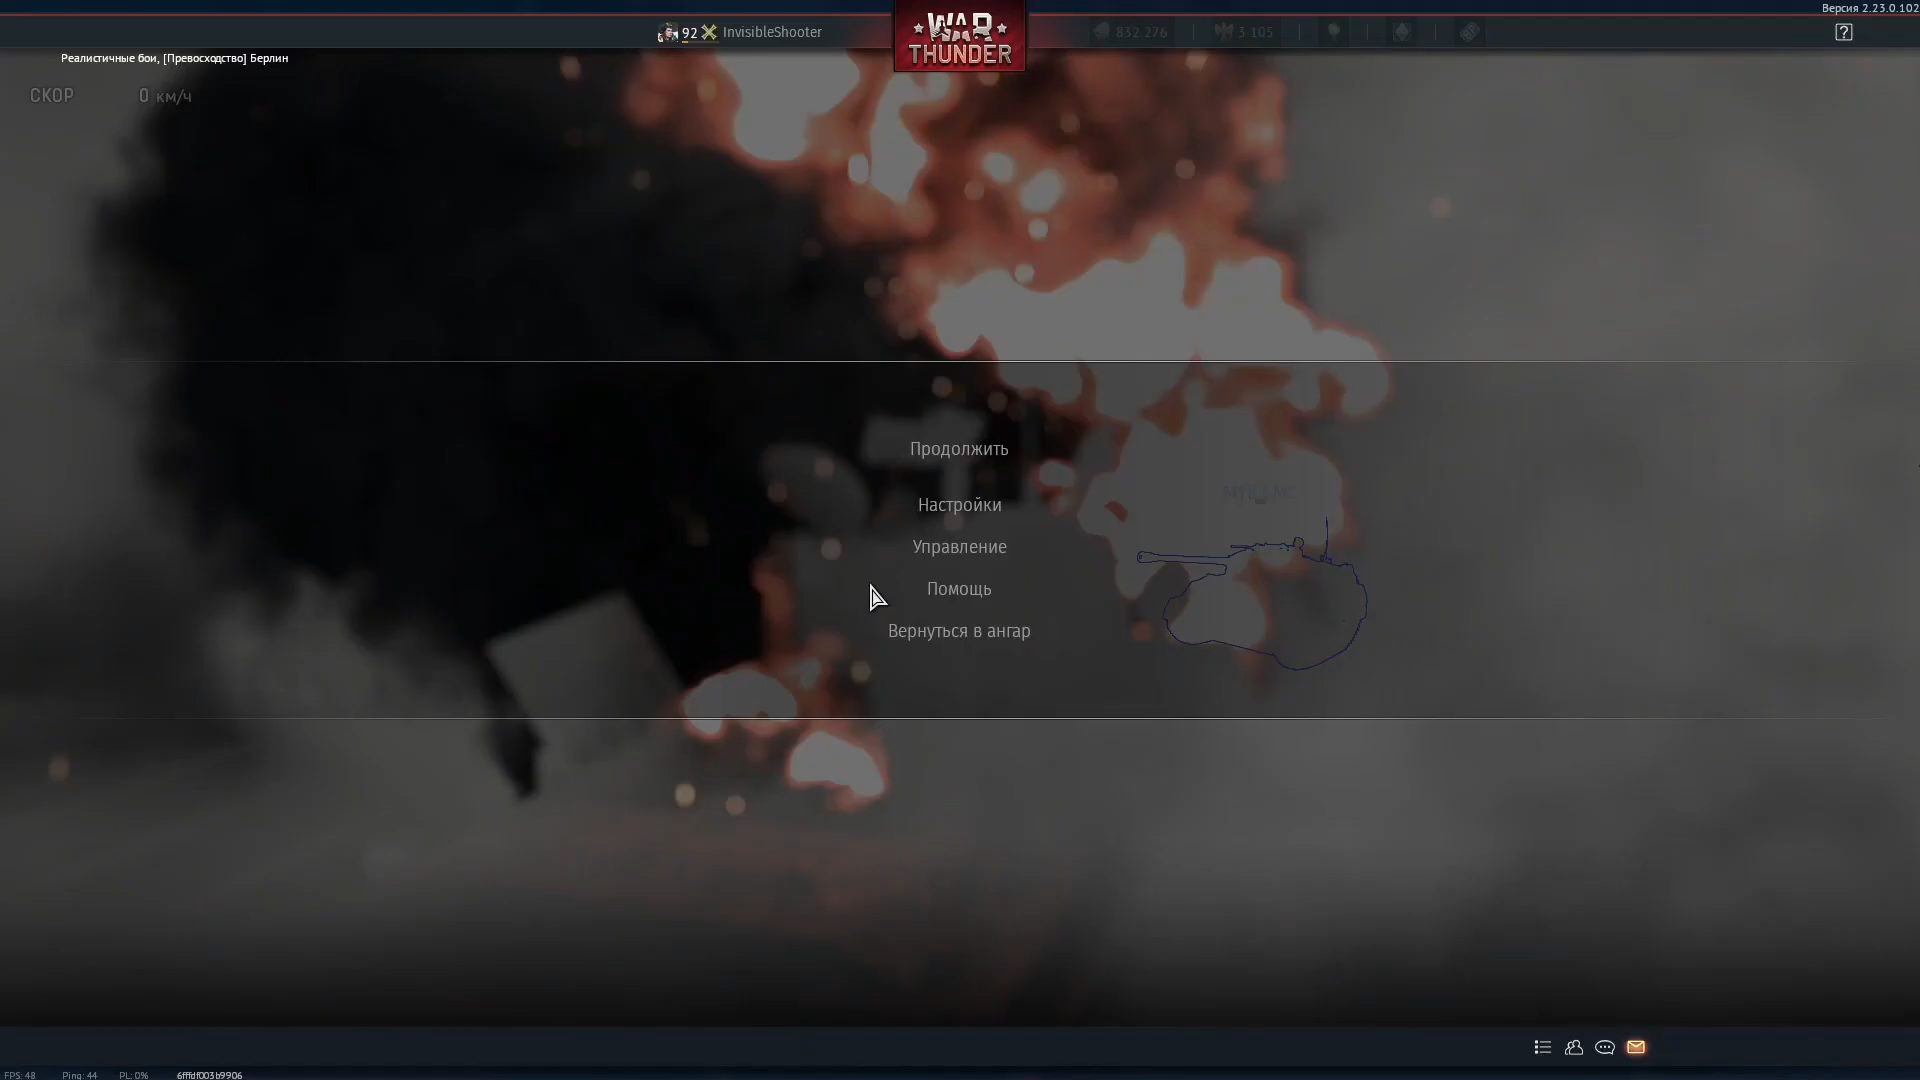 Версия 2.23.0.102
92 InvisibleShooter
WAR THUNDER
832 276
3 105
Реалистичные бои, [Превосходство] Берлин
СКОР 0 км/ч
Продолжить
Настройки
Управление
Помощь
Вернуться в ангар
FPS: 48 Ping: 44 PL: 0% 6fffdf003b9906